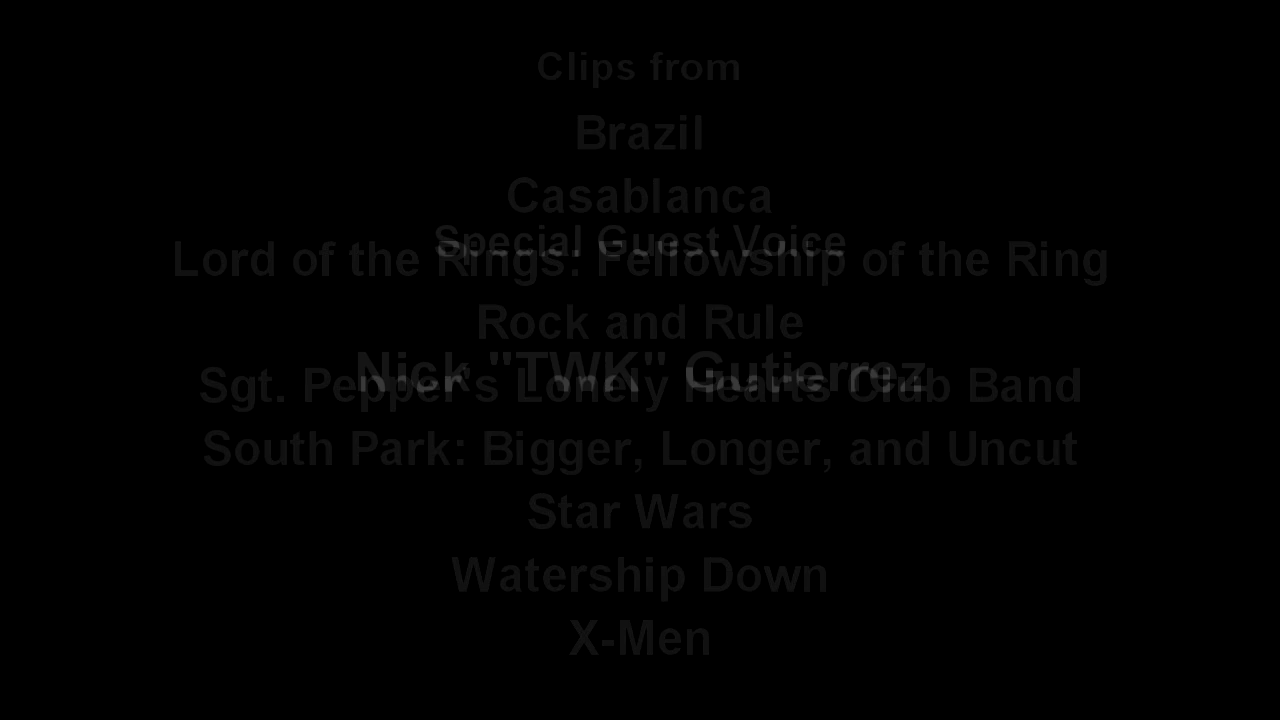 Clips from
Brazil
Casablanca
Special Guest Voice
Lord of the Rings: Fellowship of the Ring
Rock and Rule
Nick "TWK" Gutierrez
Sgt. Pepper's Lonely Hearts Club Band
South Park: Bigger, Longer, and Uncut
Star Wars
Watership Down
X-Men